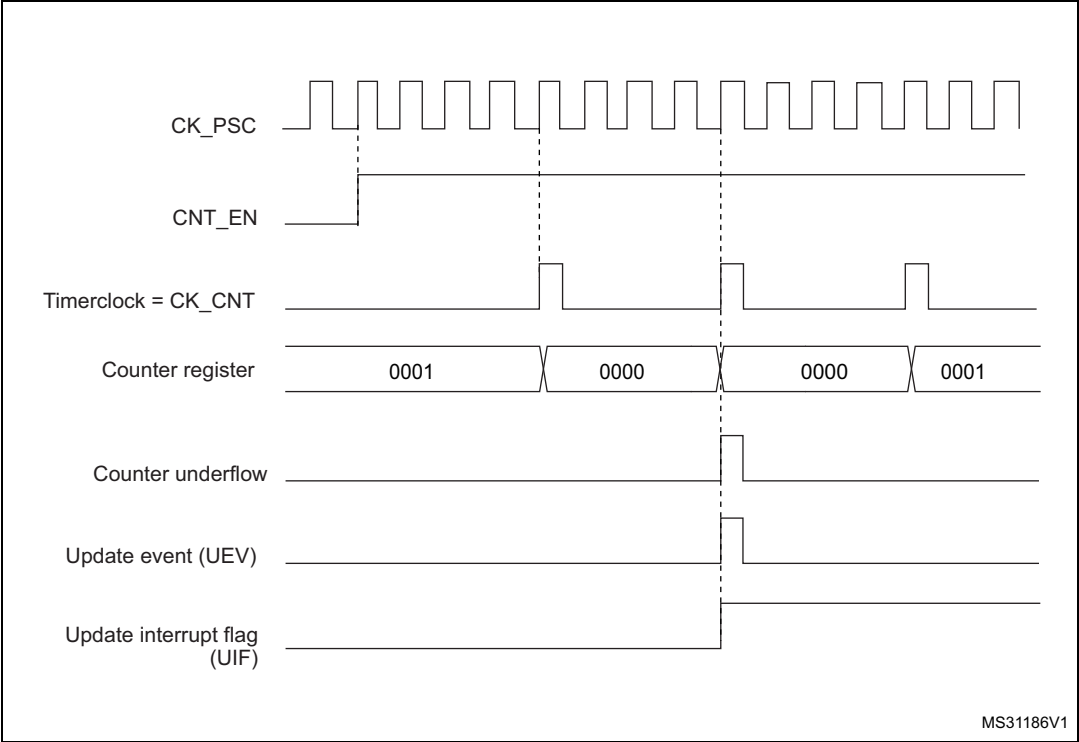 CK_PSC
CNT_EN
Timerclock = CK_CNT
Counter register
0001 0000 0000 0001
Counter underflow
Update event (UEV)
Update interrupt flag
(UIF)
MS31186V1